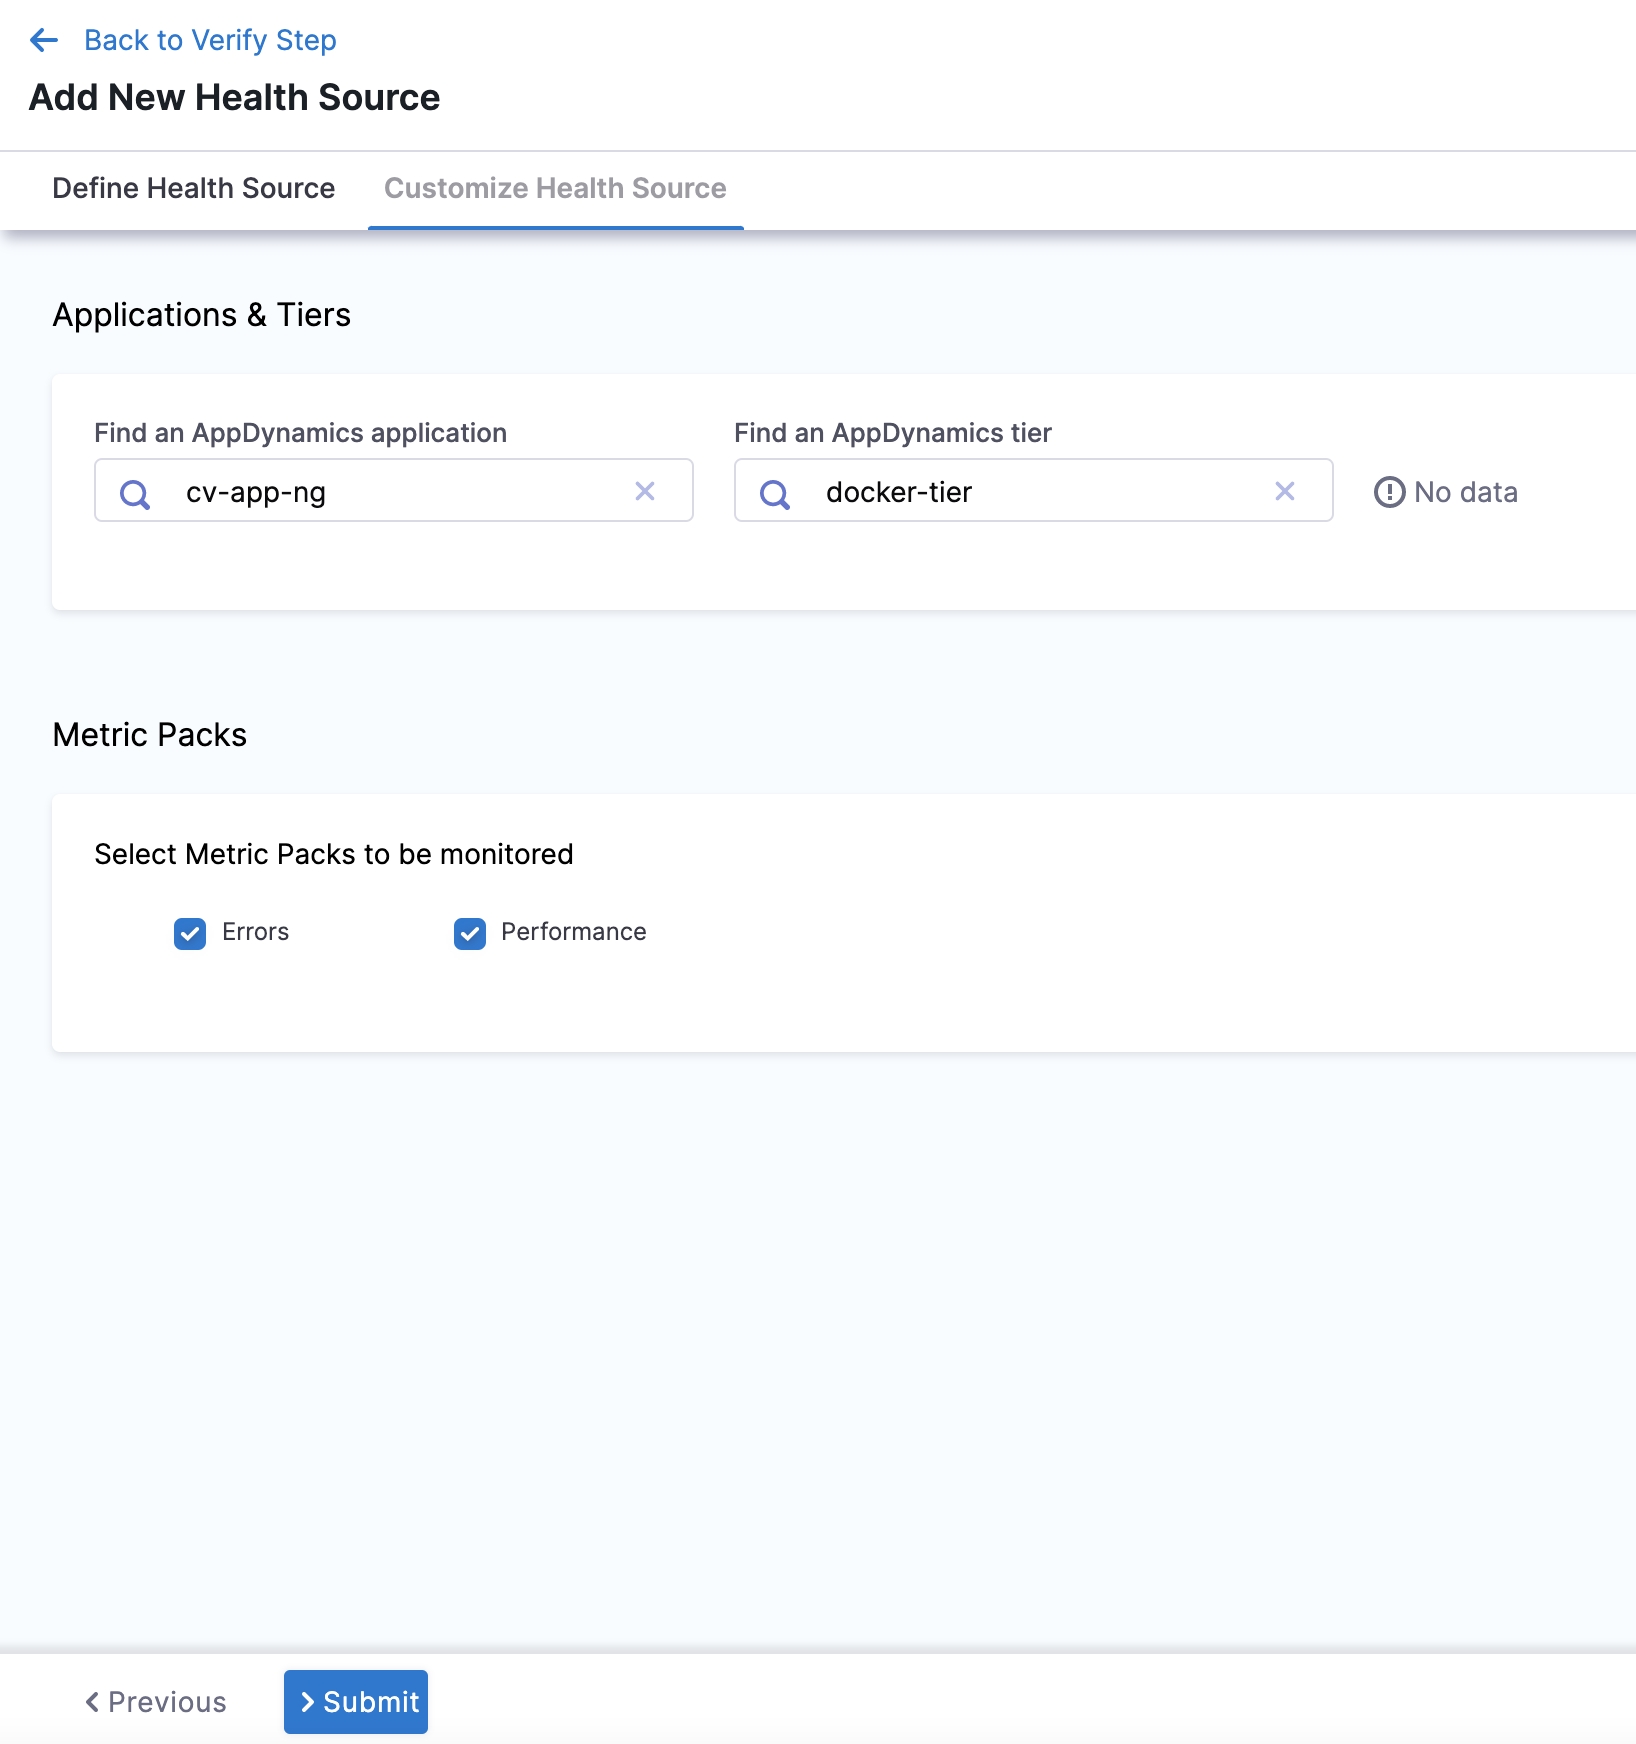 Back to Verify Step
Add New Health Source
Define Health Source Customize Health Source
Applications & Tiers
Find an AppDynamics application Find an AppDynamics tier
cv-app-ng docker-tier No data
Metric Packs
Select Metric Packs to be monitored
Errors Performance
Previous Submit